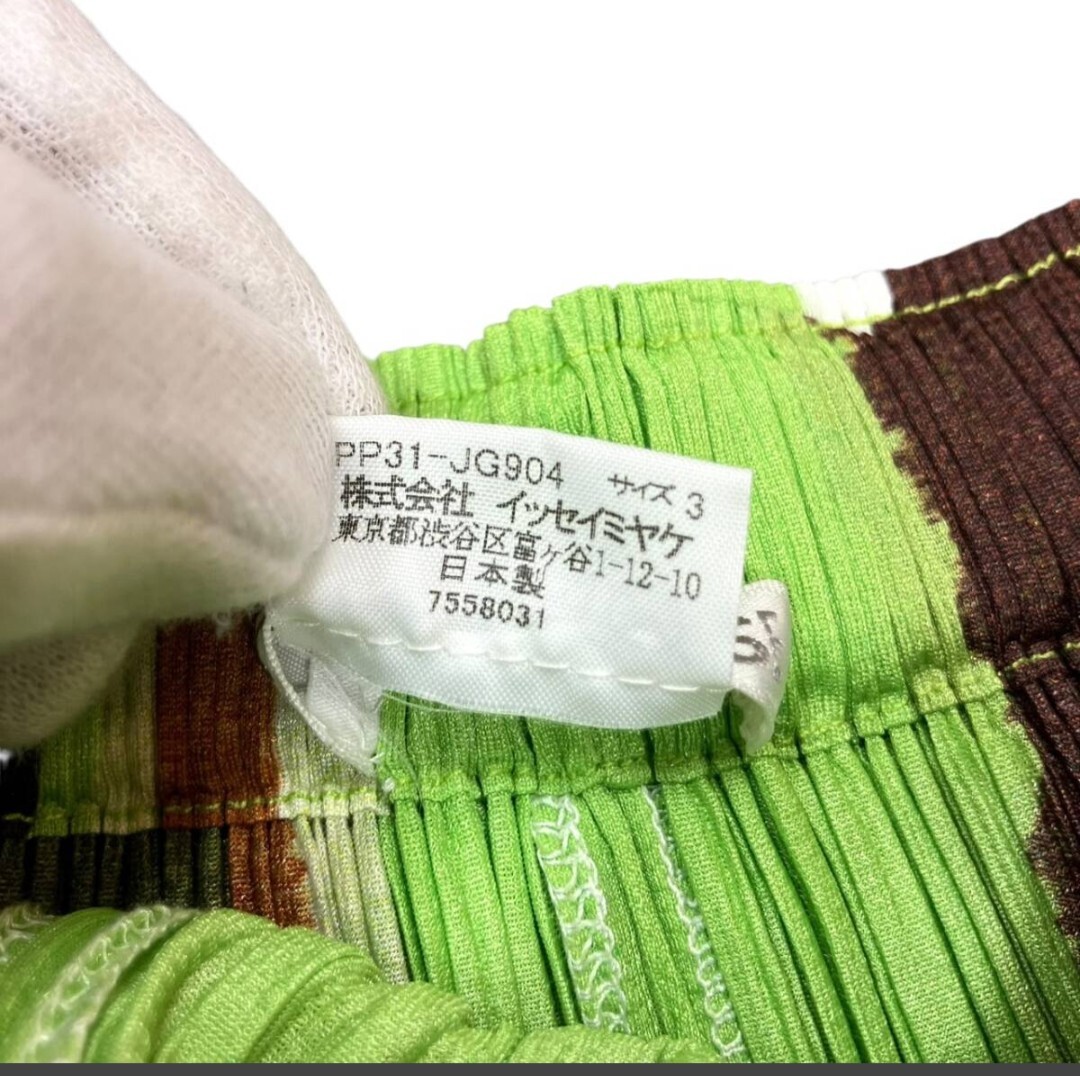 PP31-JG904 サイズ 3
株式会社 イッセイミヤケ
東京都渋谷区富ヶ谷1-12-10
日本製
7558031